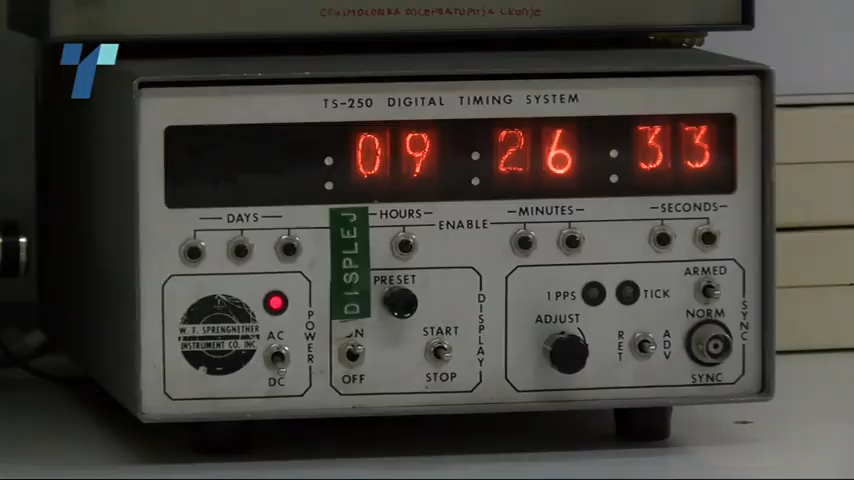 TS-250 DIGITAL TIMING SYSTEM
09 : 26 : 33
DAYS
HOURS
MINUTES
SECONDS
ENABLE
DISPLEJ
PRESET
ON
OFF
START
STOP
DISPLAY
W. F. SPRENGNETHER
INSTRUMENT CO. INC.
AC
DC
POWER
1 PPS
TICK
ADJUST
RET
ADV
ARMED
NORM
SYNC
SYNC